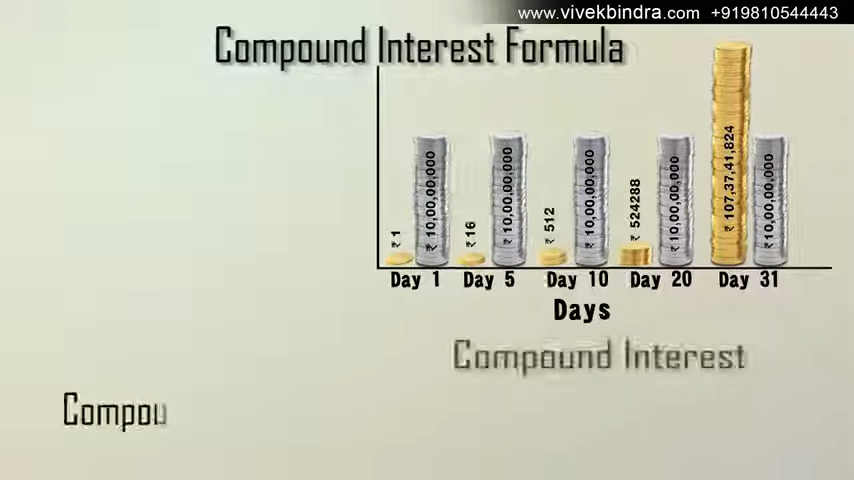 www.vivekbindra.com +919810544443
Compound Interest Formula
₹ 1
₹ 10,00,00,000
₹ 16
₹ 10,00,00,000
₹ 512
₹ 10,00,00,000
₹ 524288
₹ 10,00,00,000
₹ 107,37,41,824
₹ 10,00,00,000
Day 1 Day 5 Day 10 Day 20 Day 31
Days
Compound Interest
Compou